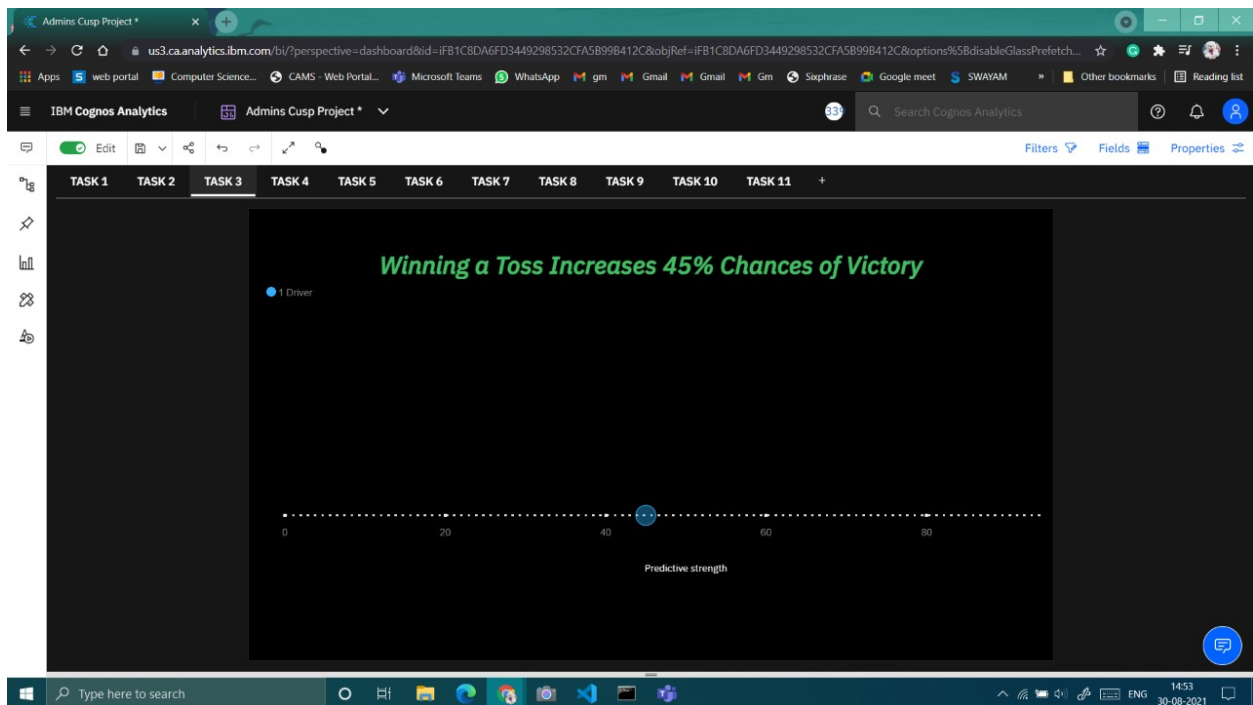 Admins Cusp Project *
us3.ca.analytics.ibm.com/bi/?perspective=dashboard&id=iFB1C8DA6FD3449298532CFA5B99B412C&objRef=iFB1C8DA6FD3449298532CFA5B99B412C&options%5BdisableGlassPrefetch...
Apps web portal Computer Science... CAMS - Web Portal... Microsoft Teams WhatsApp gm Gmail Gmail Gm Sixphrase Google meet SWAYAM » Other bookmarks Reading list
IBM Cognos Analytics Admins Cusp Project * Search Cognos Analytics
Edit Filters Fields Properties
TASK 1 TASK 2 TASK 3 TASK 4 TASK 5 TASK 6 TASK 7 TASK 8 TASK 9 TASK 10 TASK 11 +
Winning a Toss Increases 45% Chances of Victory
1 Driver
0 20 40 60 80
Predictive strength
Type here to search ENG 14:53
30-08-2021